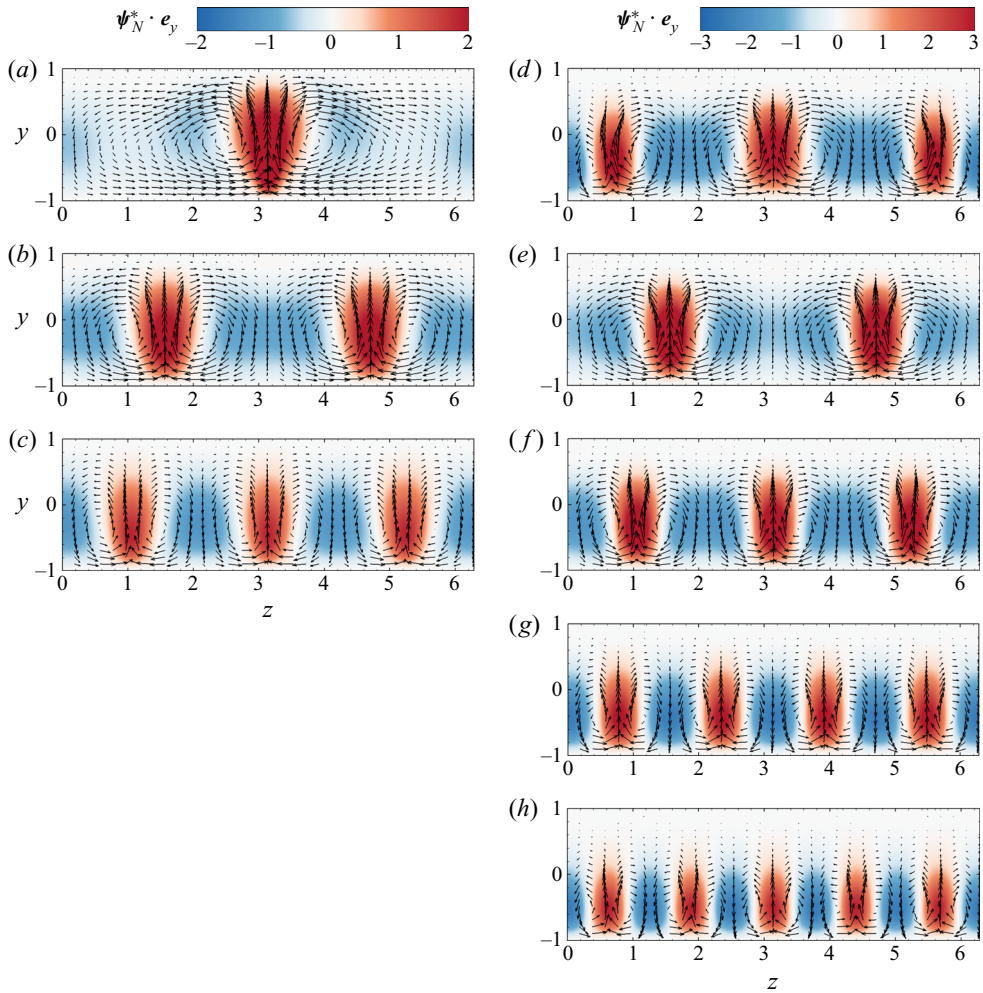 ψ*N · ey
–2 –1 0 1 2
ψ*N · ey
–3 –2 –1 0 1 2 3
(a) 1 0 –1 y
0 1 2 3 4 5 6
(d) 1 0 –1
0 1 2 3 4 5 6
(b) 1 0 –1 y
0 1 2 3 4 5 6
(e) 1 0 –1
0 1 2 3 4 5 6
(c) 1 0 –1 y
0 1 2 3 4 5 6
z
(f) 1 0 –1
0 1 2 3 4 5 6
(g) 1 0 –1
0 1 2 3 4 5 6
(h) 1 0 –1
0 1 2 3 4 5 6
z